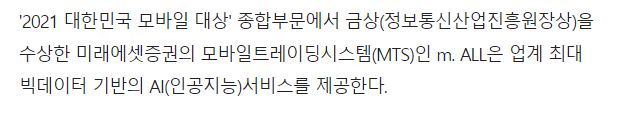 '2021 대한민국 모바일 대상' 종합부문에서 금상(정보통신산업진흥원장상)을
수상한 미래에셋증권의 모바일트레이딩시스템(MTS)인 m. ALL은 업계 최대
빅데이터 기반의 AI(인공지능)서비스를 제공한다.